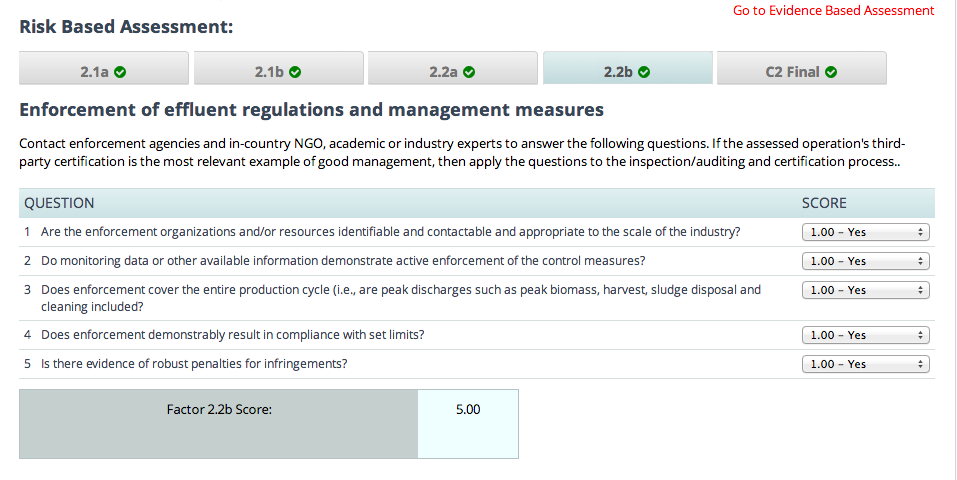 Go to Evidence Based Assessment
Risk Based Assessment:
2.1a
2.1b
2.2a
2.2b
C2 Final
Enforcement of effluent regulations and management measures
Contact enforcement agencies and in-country NGO, academic or industry experts to answer the following questions. If the assessed operation's third-
party certification is the most relevant example of good management, then apply the questions to the inspection/auditing and certification process..
QUESTION SCORE
1 Are the enforcement organizations and/or resources identifiable and contactable and appropriate to the scale of the industry? 1.00 – Yes
2 Do monitoring data or other available information demonstrate active enforcement of the control measures? 1.00 – Yes
3 Does enforcement cover the entire production cycle (i.e., are peak discharges such as peak biomass, harvest, sludge disposal and 1.00 – Yes
cleaning included?
4 Does enforcement demonstrably result in compliance with set limits? 1.00 – Yes
5 Is there evidence of robust penalties for infringements? 1.00 – Yes
Factor 2.2b Score: 5.00